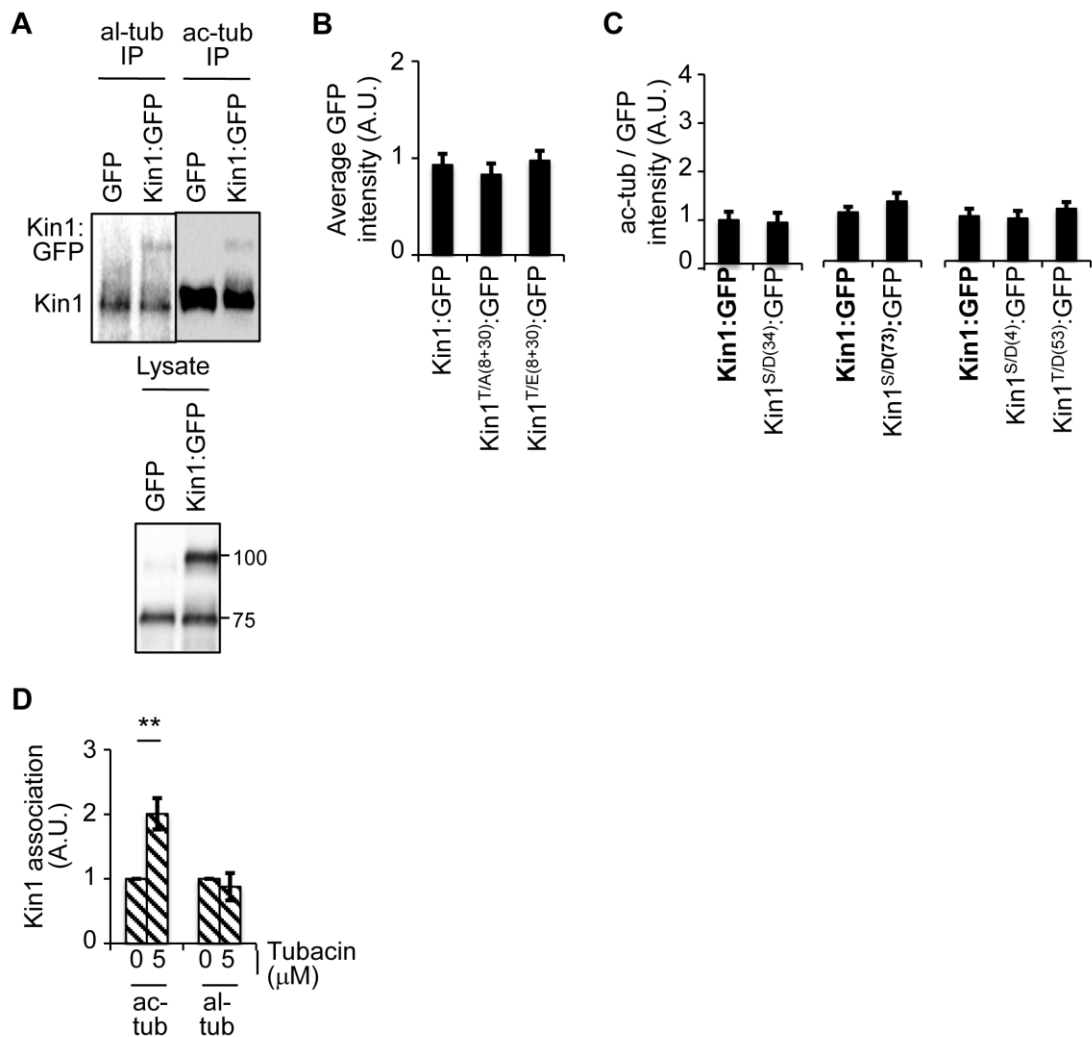 A
al-tub ac-tub
IP IP
GFP
Kin1:GFP
GFP
Kin1:GFP
Kin1:
GFP
Kin1
Lysate
GFP
Kin1:GFP
100
75
B
Average GFP
intensity (A.U.)
2
1
0
Kin1:GFP
Kin1T/A(8+30):GFP
Kin1T/E(8+30):GFP
C
ac-tub / GFP
intensity (A.U.)
4
3
2
1
0
Kin1:GFP
Kin1S/D(34):GFP
Kin1:GFP
Kin1S/D(73):GFP
Kin1:GFP
Kin1S/D(4):GFP
Kin1T/D(53):GFP
D
**
Kin1 association
(A.U.)
3
2
1
0
0 5 0 5 Tubacin
(μM)
ac- al-
tub tub